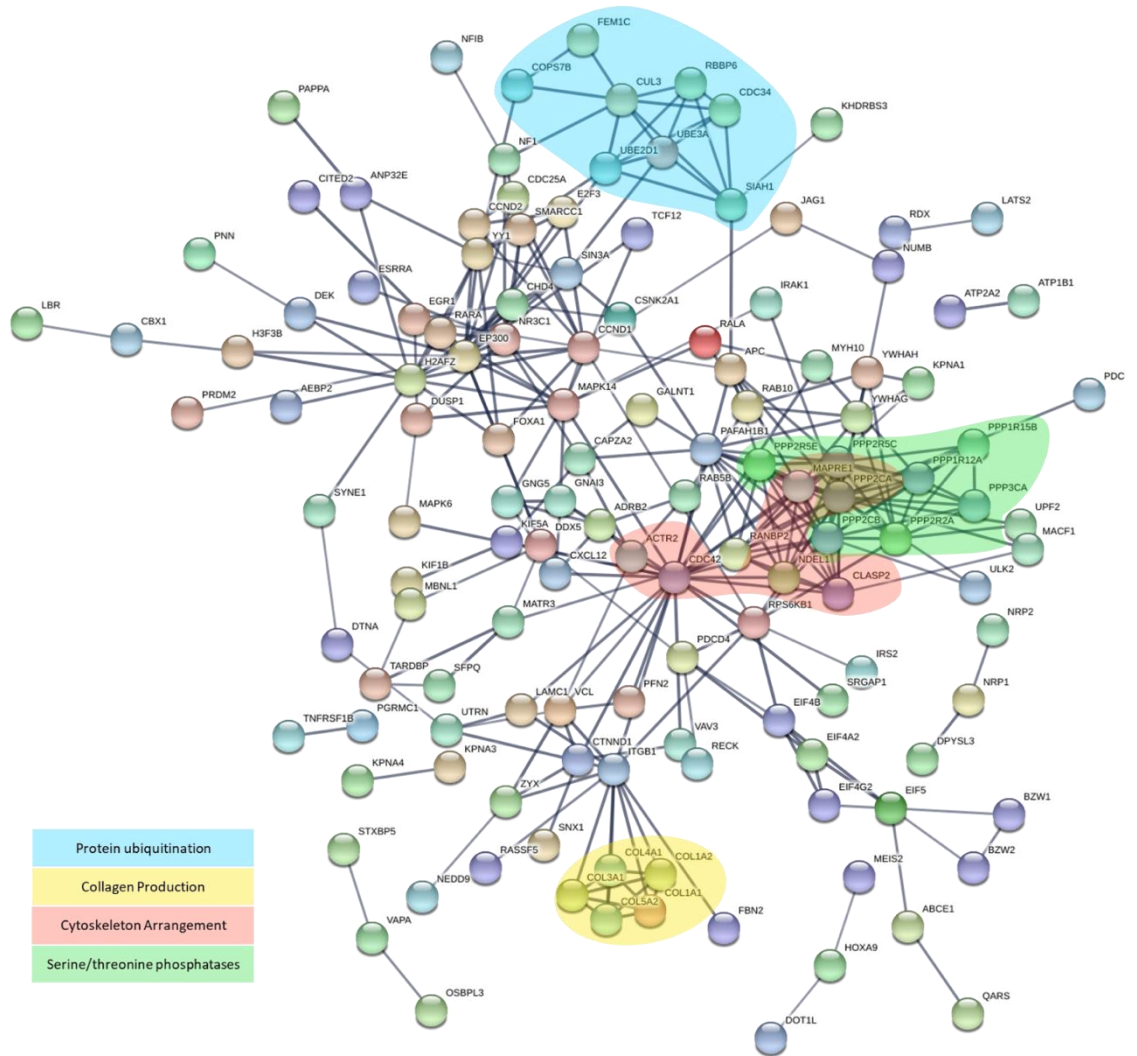 FEM1C
NFIB
COPS7B
RBBP6
CUL3
CDC34
PAPPA
KHDRBS3
UBE3A
NF1
UBE2D1
SIAH1
ANP32E
CITED2
CDC25A
E2F3
CCND2
SMARCC1
JAG1
LATS2
RDX
TCF12
YY1
NUMB
PNN
SIN3A
ESRRA
IRAK1
ATP2A2
ATP1B1
LBR
DEK
EGR1
CHD4
CSNK2A1
CBX1
RARA
NR3C1
RALA
H3F3B
EP300
CCND1
APC
MYH10
YWHAH
KPNA1
H2AFZ
PDC
PRDM2
AEBP2
DUSP1
MAPK14
GALNT1
RAB10
YWHAG
FOXA1
CAPZA2
PAFAH1B1
PPP2R5E
PPP2R5C
PPP1R15B
MAPRE1
PPP1R12A
PPP2CA
SYNE1
MAPK6
GNG5
GNAI3
RAB5B
PPP3CA
ADRB2
UPF2
KIF5A
DDX5
PPP2CB
PPP2R2A
MACF1
ACTR2
RANBP2
CXCL12
CDC42
NDEL1
CLASP2
ULK2
KIF1B
MBNL1
MATR3
RPS6KB1
NRP2
DTNA
PDCD4
IRS2
TARDBP
SFPQ
SRGAP1
NRP1
LAMC1
VCL
PFN2
EIF4B
TNFRSF1B
PGRMC1
UTRN
VAV3
EIF4A2
DPYSL3
RECK
KPNA4
KPNA3
CTNND1
ITGB1
ZYX
EIF4G2
EIF5
BZW1
STXBP5
SNX1
RASSF5
COL4A1
COL1A2
BZW2
MEIS2
COL3A1
COL1A1
NEDD9
COL5A2
FBN2
ABCE1
VAPA
HOXA9
OSBPL3
QARS
DOT1L
Protein ubiquitination
Collagen Production
Cytoskeleton Arrangement
Serine/threonine phosphatases